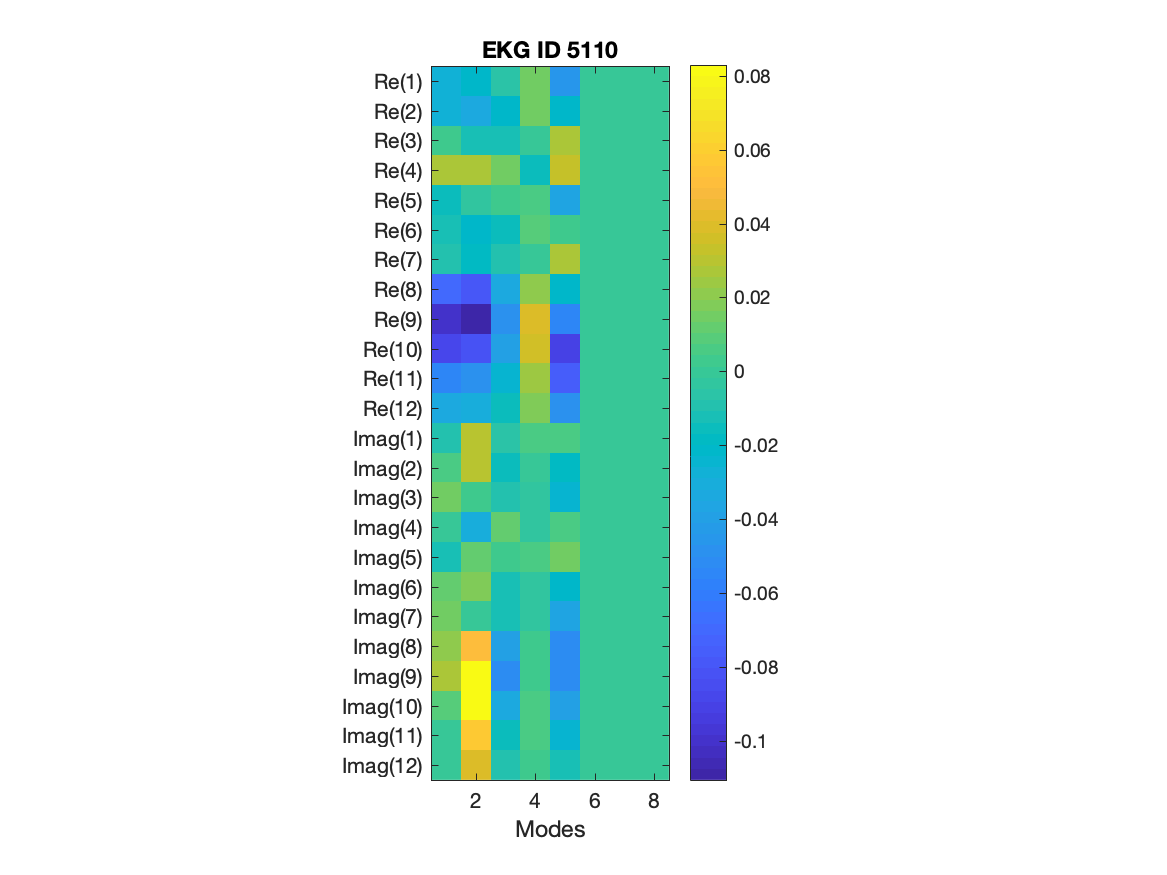 EKG ID 5110
Re(1)
Re(2)
Re(3)
Re(4)
Re(5)
Re(6)
Re(7)
Re(8)
Re(9)
Re(10)
Re(11)
Re(12)
Imag(1)
Imag(2)
Imag(3)
Imag(4)
Imag(5)
Imag(6)
Imag(7)
Imag(8)
Imag(9)
Imag(10)
Imag(11)
Imag(12)
2 4 6 8
Modes
0.08
0.06
0.04
0.02
0
-0.02
-0.04
-0.06
-0.08
-0.1